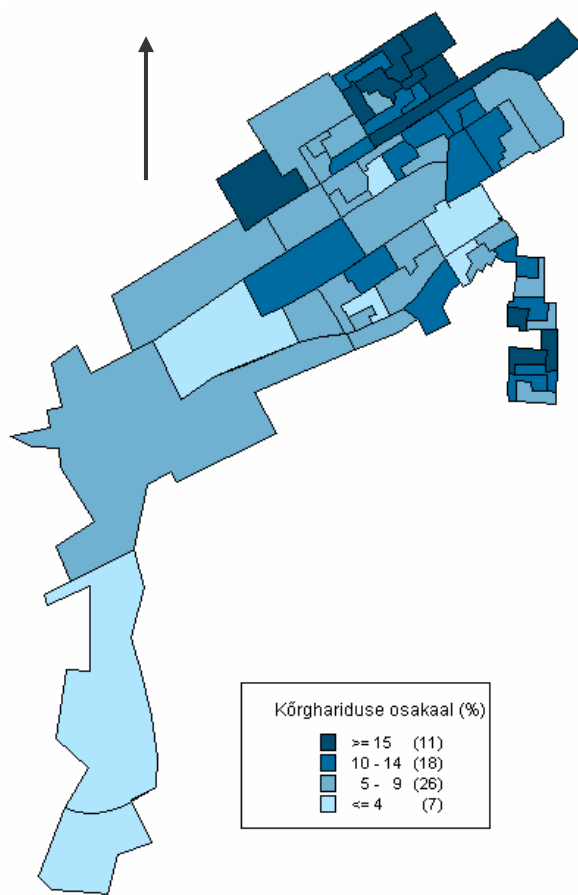 Kõrghariduse osakaal (%)
>= 15 (11)
10 - 14 (18)
5 - 9 (26)
<= 4 (7)